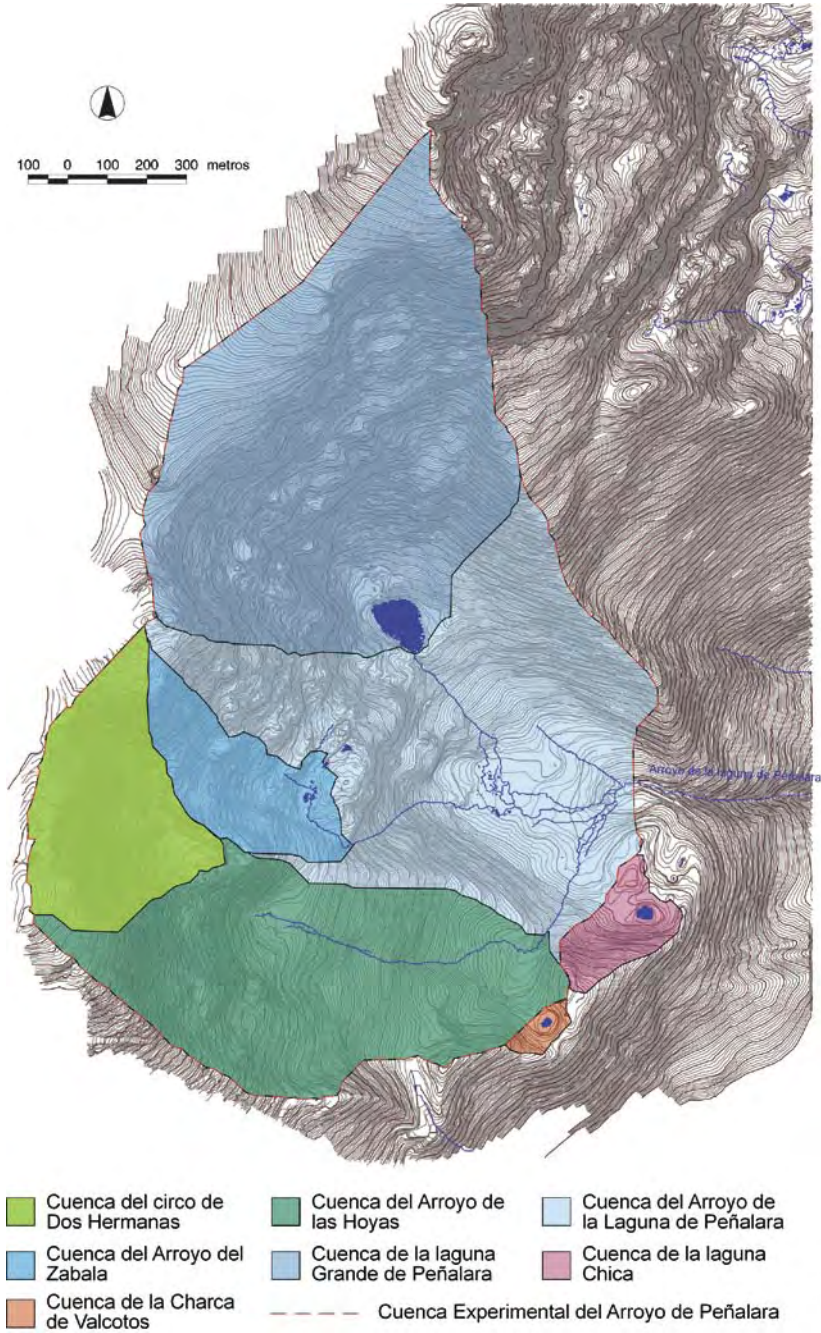 100 0 100 200 300 metros
Arroyo de la laguna de Peñalara
Cuenca del circo de
Dos Hermanas
Cuenca del Arroyo de
las Hoyas
Cuenca del Arroyo de
la Laguna de Peñalara
Cuenca del Arroyo del
Zabala
Cuenca de la laguna
Grande de Peñalara
Cuenca de la laguna
Chica
Cuenca de la Charca
de Valcotos
Cuenca Experimental del Arroyo de Peñalara